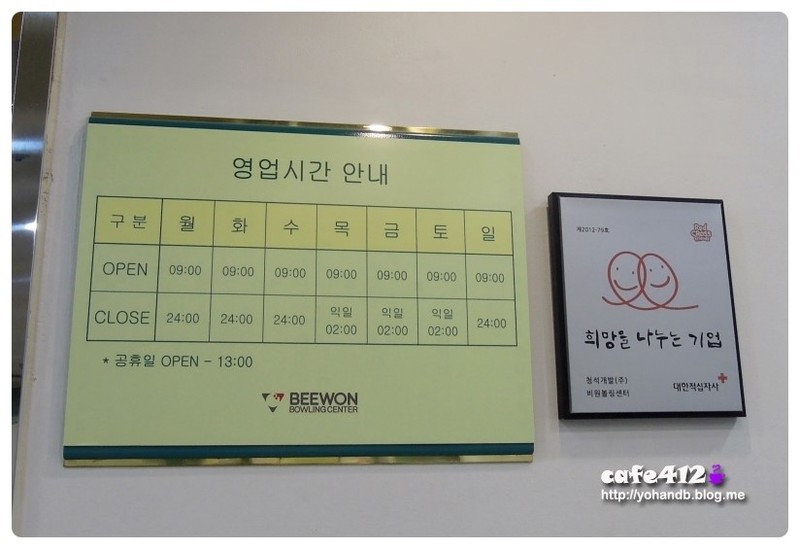 영업시간 안내
구분 월 화 수 목 금 토 일
OPEN 09:00 09:00 09:00 09:00 09:00 09:00 09:00
CLOSE 24:00 24:00 24:00 익일 02:00 익일 02:00 익일 02:00 24:00
* 공휴일 OPEN - 13:00
BEEWON
BOWLING CENTER
제2012-70호
Red
Cross
희망을 나누는 기업
청석개발(주)
비원볼링센터
대한적십자사
cafe412
http://yohandb.blog.me